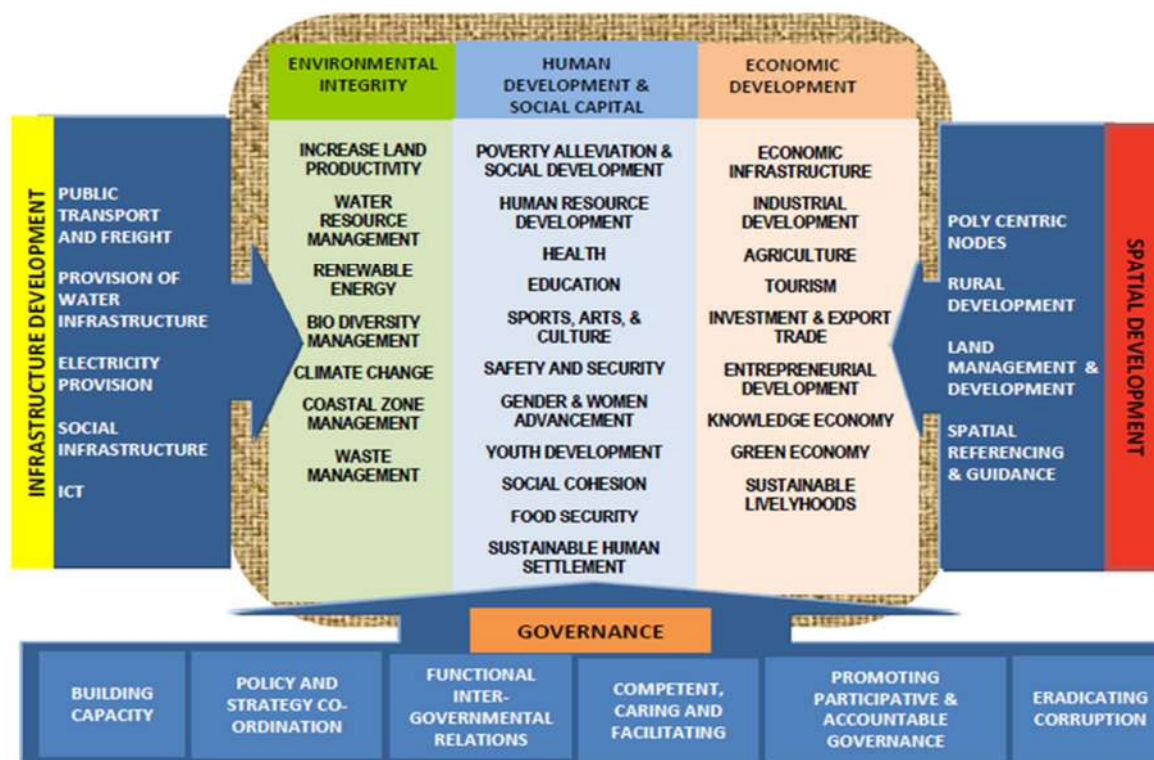 ENVIRONMENTAL
INTEGRITY
HUMAN
DEVELOPMENT &
SOCIAL CAPITAL
ECONOMIC
DEVELOPMENT
INFRASTRUCTURE DEVELOPMENT
PUBLIC
TRANSPORT
AND FREIGHT
PROVISION OF
WATER
INFRASTRUCTURE
ELECTRICITY
PROVISION
SOCIAL
INFRASTRUCTURE
ICT
INCREASE LAND
PRODUCTIVITY
WATER
RESOURCE
MANAGEMENT
RENEWABLE
ENERGY
BIO DIVERSITY
MANAGEMENT
CLIMATE CHANGE
COASTAL ZONE
MANAGEMENT
WASTE
MANAGEMENT
POVERTY ALLEVIATION &
SOCIAL DEVELOPMENT
HUMAN RESOURCE
DEVELOPMENT
HEALTH
EDUCATION
SPORTS, ARTS, &
CULTURE
SAFETY AND SECURITY
GENDER & WOMEN
ADVANCEMENT
YOUTH DEVELOPMENT
SOCIAL COHESION
FOOD SECURITY
SUSTAINABLE HUMAN
SETTLEMENT
ECONOMIC
INFRASTRUCTURE
INDUSTRIAL
DEVELOPMENT
AGRICULTURE
TOURISM
INVESTMENT & EXPORT
TRADE
ENTREPRENEURIAL
DEVELOPMENT
KNOWLEDGE ECONOMY
GREEN ECONOMY
SUSTAINABLE
LIVELYHOODS
POLY CENTRIC
NODES
RURAL
DEVELOPMENT
LAND
MANAGEMENT &
DEVELOPMENT
SPATIAL
REFERENCING
& GUIDANCE
SPATIAL DEVELOPMENT
GOVERNANCE
BUILDING
CAPACITY
POLICY AND
STRATEGY CO-
ORDINATION
FUNCTIONAL
INTER-
GOVERNMENTAL
RELATIONS
COMPETENT,
CARING AND
FACILITATING
PROMOTING
PARTICIPATIVE &
ACCOUNTABLE
GOVERNANCE
ERADICATING
CORRUPTION